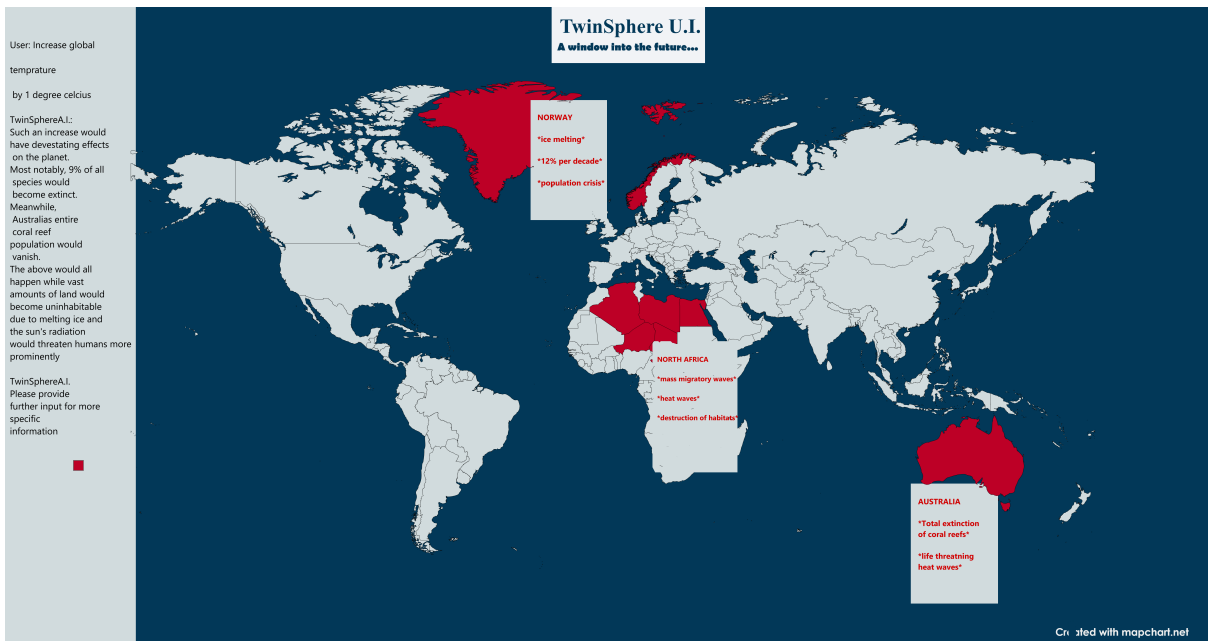 TwinSphere U.I.
A window into the future...
User: Increase global
temprature
by 1 degree celcius
TwinSphereA.I.:
Such an increase would
have devestating effects
on the planet.
Most notably, 9% of all
species would
become extinct.
Meanwhile,
Australias entire
coral reef
population would
vanish.
The above would all
happen while vast
amounts of land would
become uninhabitable
due to melting ice and
the sun's radiation
would threaten humans more
prominently
TwinSphereA.I.
Please provide
further input for more
specific
information
NORWAY
*ice melting*
*12% per decade*
*population crisis*
NORTH AFRICA
*mass migratory waves*
*heat waves*
*destruction of habitats*
AUSTRALIA
*Total extinction
of coral reefs*
*life threatning
heat waves*
Created with mapchart.net